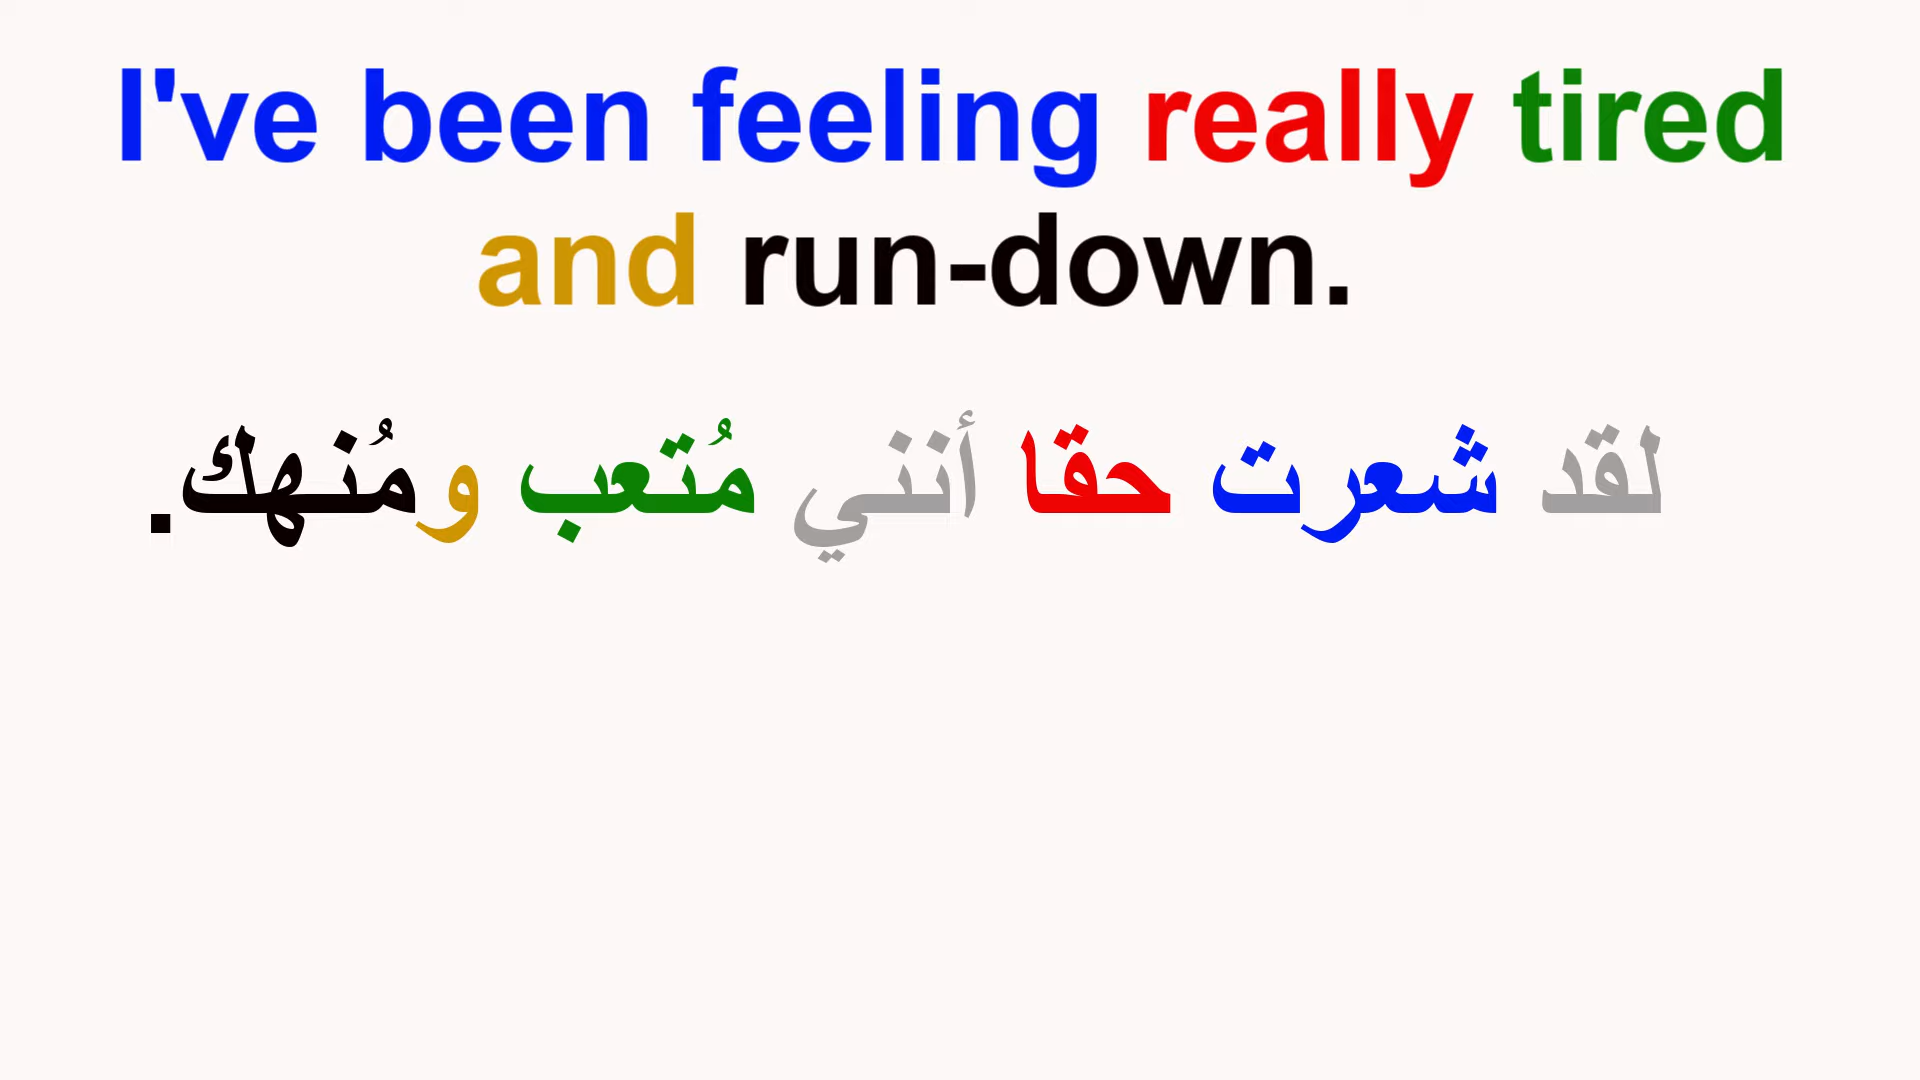 I've been feeling really tired
and run-down.
لقد شعرت حقا أنني مُتعب ومُنهك.